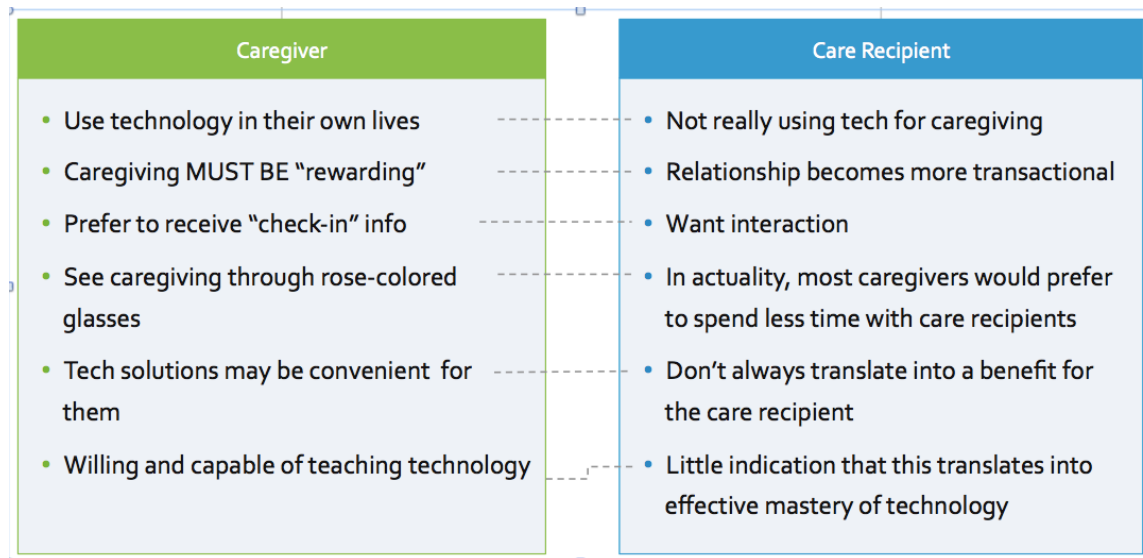 Caregiver
• Use technology in their own lives
• Caregiving MUST BE “rewarding”
• Prefer to receive “check-in” info
• See caregiving through rose-colored
glasses
• Tech solutions may be convenient for
them
• Willing and capable of teaching technology
Care Recipient
• Not really using tech for caregiving
• Relationship becomes more transactional
• Want interaction
• In actuality, most caregivers would prefer
to spend less time with care recipients
• Don’t always translate into a benefit for
the care recipient
• Little indication that this translates into
effective mastery of technology